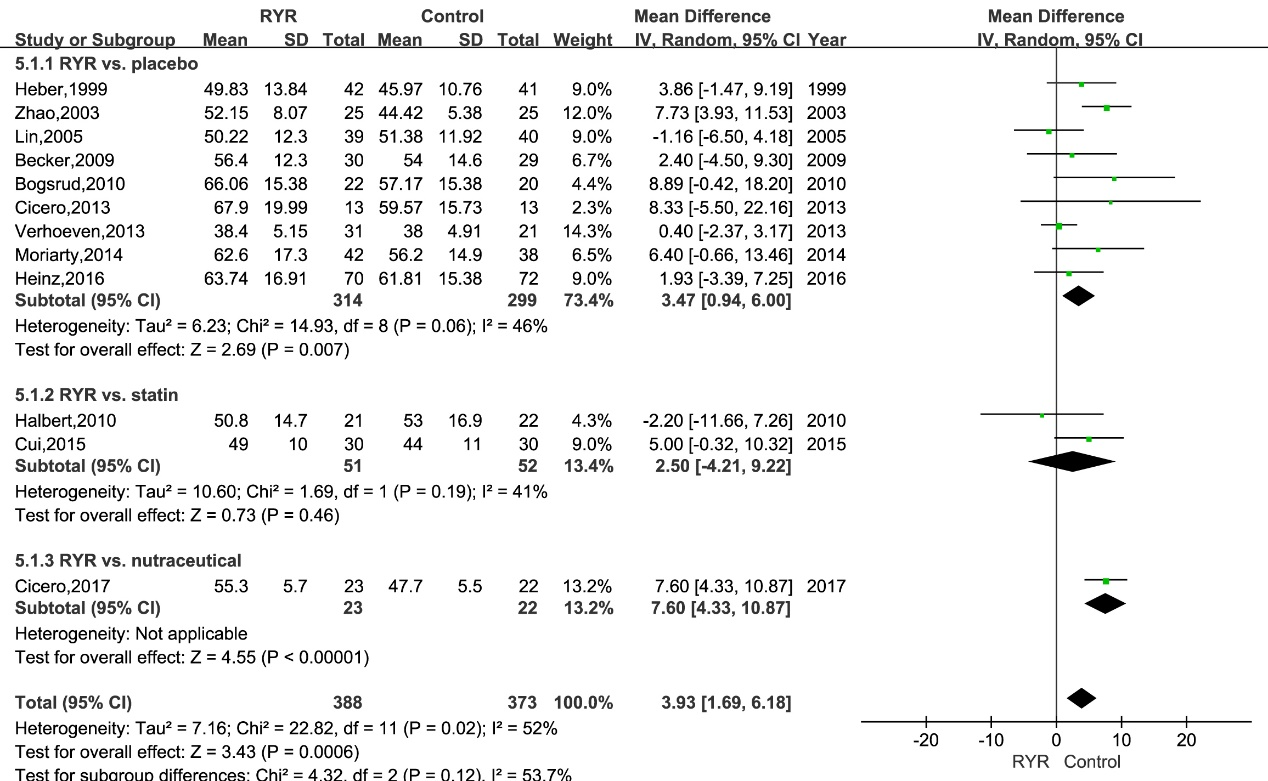 RYR Control Mean Difference Mean Difference
Study or Subgroup Mean SD Total Mean SD Total Weight IV, Random, 95% CI Year IV, Random, 95% CI
5.1.1 RYR vs. placebo
Heber,1999 49.83 13.84 42 45.97 10.76 41 9.0% 3.86 [-1.47, 9.19] 1999
Zhao,2003 52.15 8.07 25 44.42 5.38 25 12.0% 7.73 [3.93, 11.53] 2003
Lin,2005 50.22 12.3 39 51.38 11.92 40 9.0% -1.16 [-6.50, 4.18] 2005
Becker,2009 56.4 12.3 30 54 14.6 29 6.7% 2.40 [-4.50, 9.30] 2009
Bogsrud,2010 66.06 15.38 22 57.17 15.38 20 4.4% 8.89 [-0.42, 18.20] 2010
Cicero,2013 67.9 19.99 13 59.57 15.73 13 2.3% 8.33 [-5.50, 22.16] 2013
Verhoeven,2013 38.4 5.15 31 38 4.91 21 14.3% 0.40 [-2.37, 3.17] 2013
Moriarty,2014 62.6 17.3 42 56.2 14.9 38 6.5% 6.40 [-0.66, 13.46] 2014
Heinz,2016 63.74 16.91 70 61.81 15.38 72 9.0% 1.93 [-3.39, 7.25] 2016
Subtotal (95% CI) 314 299 73.4% 3.47 [0.94, 6.00]
Heterogeneity: Tau² = 6.23; Chi² = 14.93, df = 8 (P = 0.06); I² = 46%
Test for overall effect: Z = 2.69 (P = 0.007)
5.1.2 RYR vs. statin
Halbert,2010 50.8 14.7 21 53 16.9 22 4.3% -2.20 [-11.66, 7.26] 2010
Cui,2015 49 10 30 44 11 30 9.0% 5.00 [-0.32, 10.32] 2015
Subtotal (95% CI) 51 52 13.4% 2.50 [-4.21, 9.22]
Heterogeneity: Tau² = 10.60; Chi² = 1.69, df = 1 (P = 0.19); I² = 41%
Test for overall effect: Z = 0.73 (P = 0.46)
5.1.3 RYR vs. nutraceutical
Cicero,2017 55.3 5.7 23 47.7 5.5 22 13.2% 7.60 [4.33, 10.87] 2017
Subtotal (95% CI) 23 22 13.2% 7.60 [4.33, 10.87]
Heterogeneity: Not applicable
Test for overall effect: Z = 4.55 (P < 0.00001)
Total (95% CI) 388 373 100.0% 3.93 [1.69, 6.18]
Heterogeneity: Tau² = 7.16; Chi² = 22.82, df = 11 (P = 0.02); I² = 52%
Test for overall effect: Z = 3.43 (P = 0.0006)
Test for subgroup differences: Chi² = 4.32, df = 2 (P = 0.12), I² = 53.7%
-20 -10 0 10 20
RYR Control